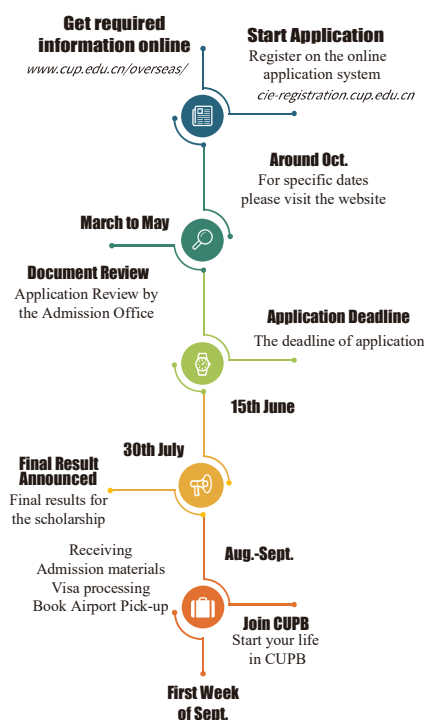 Get required
information online
www.cup.edu.cn/overseas/
Start Application
Register on the online
application system
cie-registration.cup.edu.cn
Around Oct.
For specific dates
please visit the website
March to May
Document Review
Application Review by
the Admission Office
Application Deadline
The deadline of application
15th June
30th July
Final Result
Announced
Final results for
the scholarship
Aug.-Sept.
Receiving
Admission materials
Visa processing
Book Airport Pick-up
Join CUPB
Start your life
in CUPB
First Week
of Sept.